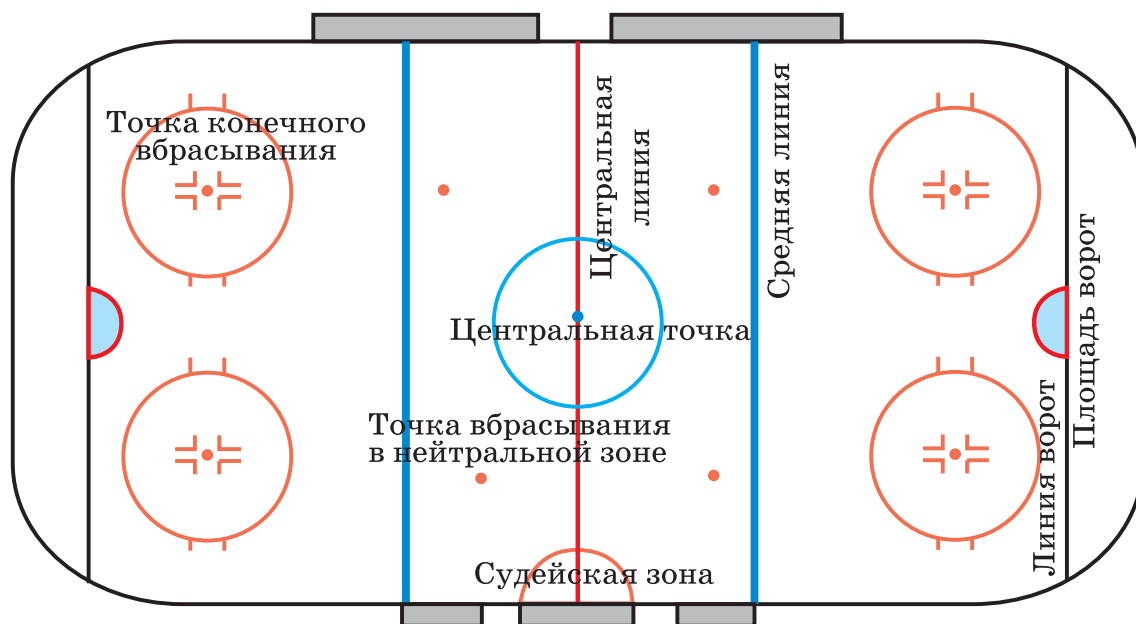 Точка конечного
вбрасывания
Центральная
линия
Средняя линия
Центральная точка
Точка вбрасывания
в нейтральной зоне
Площадь ворот
Линия ворот
Судейская зона